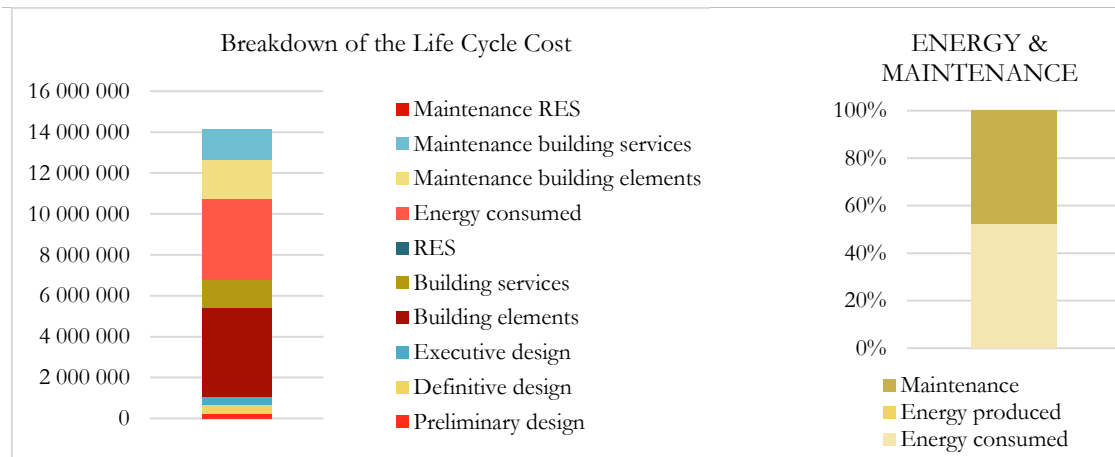 Breakdown of the Life Cycle Cost
16 000 000
14 000 000
12 000 000
10 000 000
8 000 000
6 000 000
4 000 000
2 000 000
0
Maintenance RES
Maintenance building services
Maintenance building elements
Energy consumed
RES
Building services
Building elements
Executive design
Definitive design
Preliminary design
ENERGY &
MAINTENANCE
100%
80%
60%
40%
20%
0%
Maintenance
Energy produced
Energy consumed